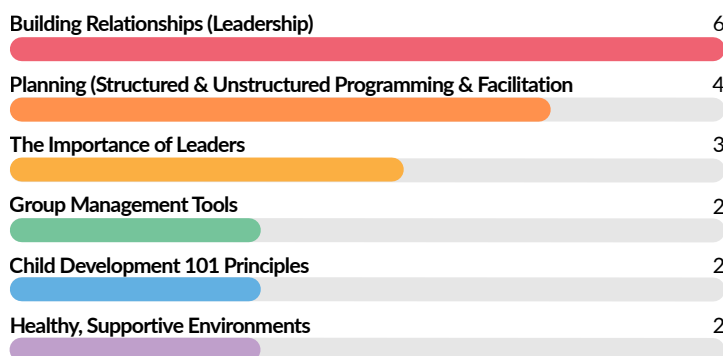 Building Relationships (Leadership) 6
Planning (Structured & Unstructured Programming & Facilitation 4
The Importance of Leaders 3
Group Management Tools 2
Child Development 101 Principles 2
Healthy, Supportive Environments 2